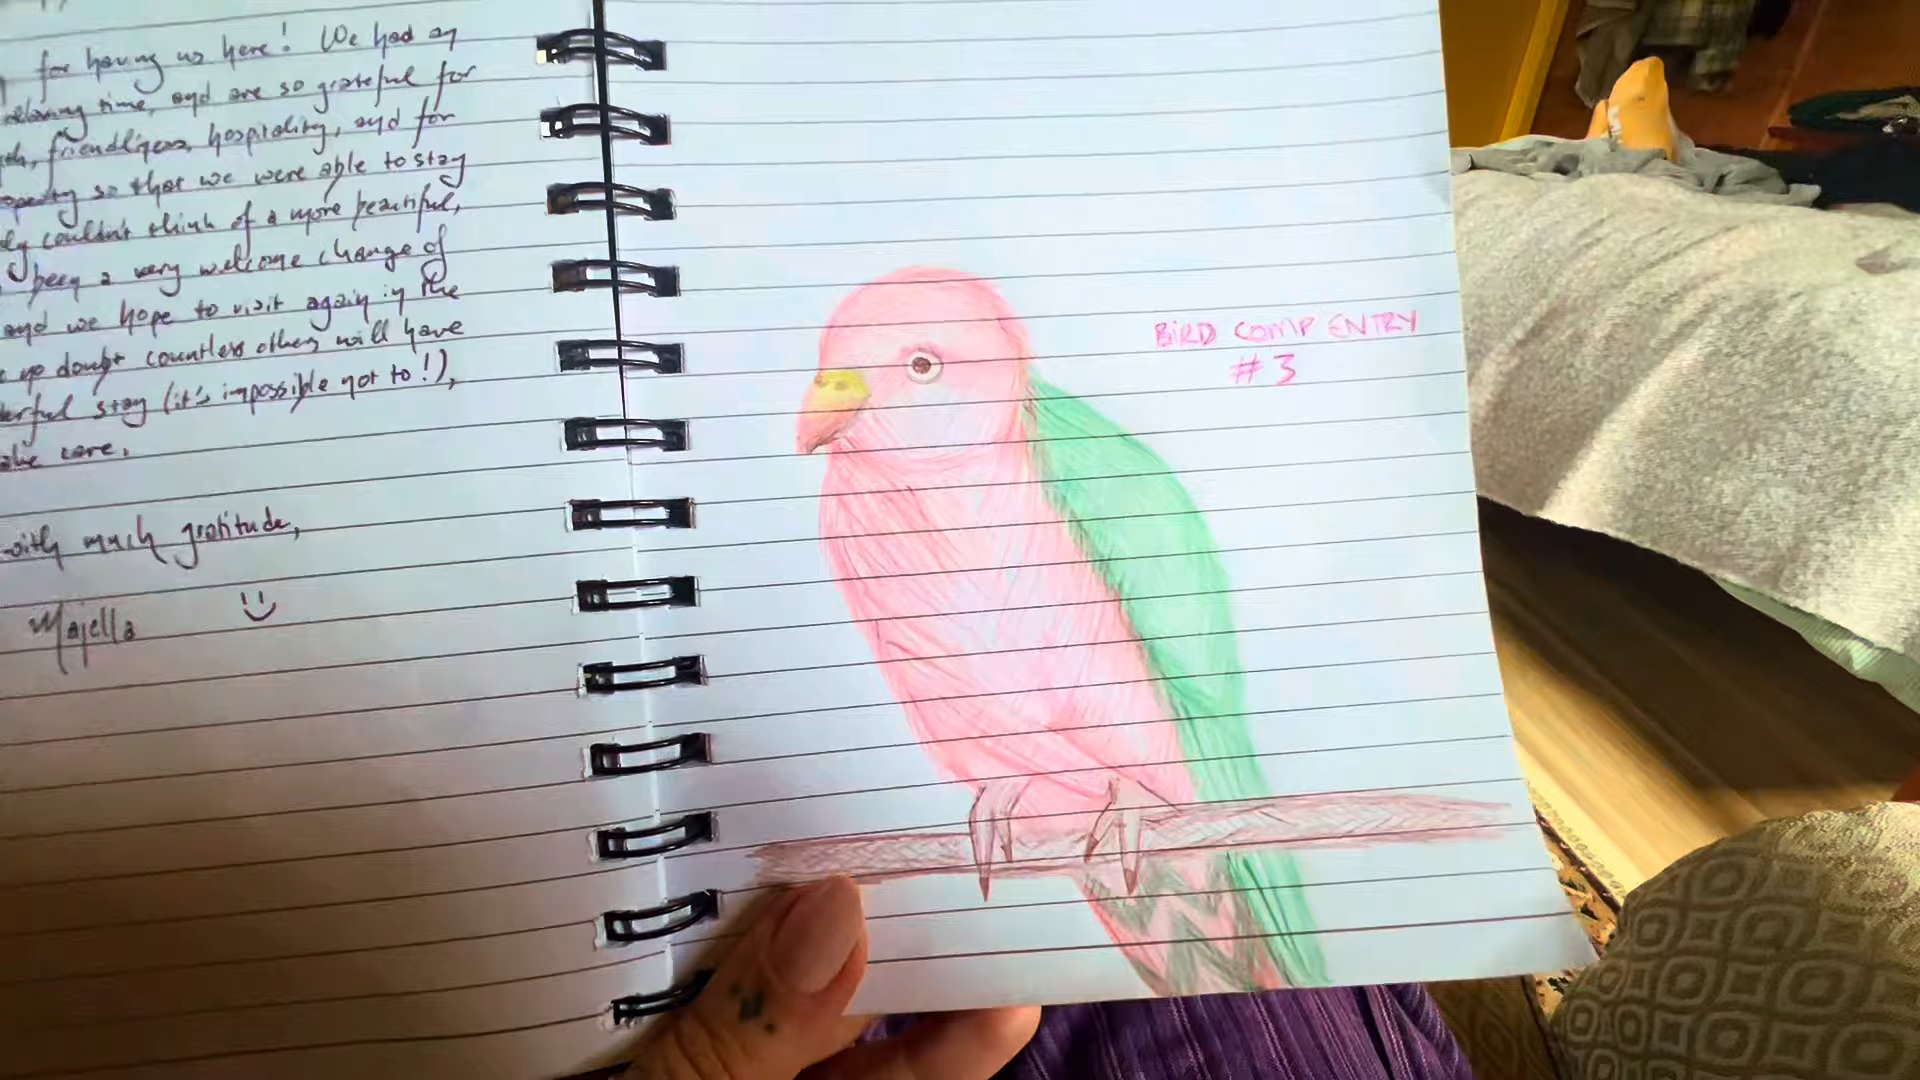 for having us here! We had an
relaxing time, and are so grateful for
friendliness, hospitality, and for
so that we were able to stay
couldn't think of a more beautiful,
been a very welcome change of
and we hope to visit again in the
no doubt countless others will have
stay (it's impossible not to!),
care.
with much gratitude,
Majella
BIRD COMP ENTRY
#3